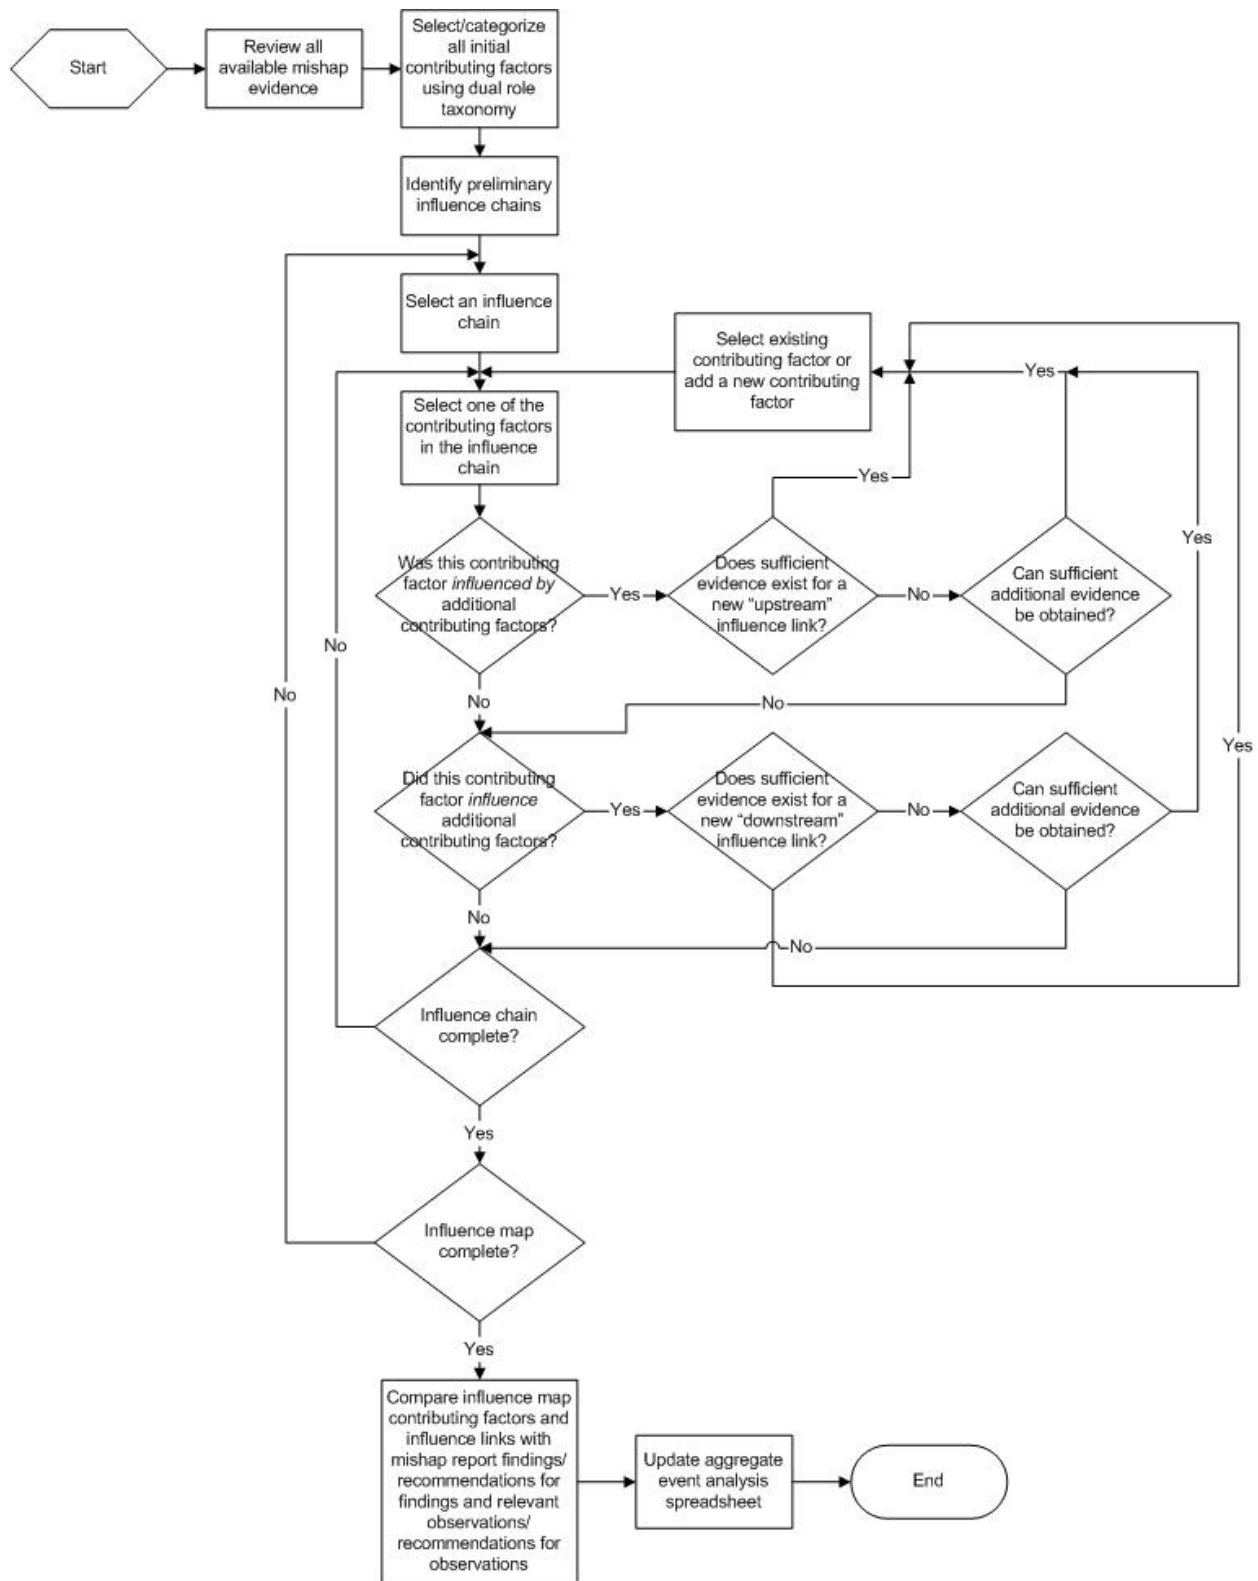 Start
Review all
available mishap
evidence
Select/categorize
all initial
contributing factors
using dual role
taxonomy
Identify preliminary
influence chains
Select an influence
chain
Select existing
contributing factor or
add a new contributing
factor
Yes
Select one of the
contributing factors
in the influence
chain
Yes
Was this contributing
factor influenced by
additional
contributing factors?
Yes
Does sufficient
evidence exist for a
new “upstream”
influence link?
No
Can sufficient
additional evidence
be obtained?
Yes
No
No
No
No
Yes
Did this contributing
factor influence
additional
contributing factors?
Yes
Does sufficient
evidence exist for a
new “downstream”
influence link?
No
Can sufficient
additional evidence
be obtained?
No
No
Influence chain
complete?
Yes
Influence map
complete?
Yes
Compare influence map
contributing factors and
influence links with
mishap report findings/
recommendations for
findings and relevant
observations/
recommendations for
observations
Update aggregate
event analysis
spreadsheet
End